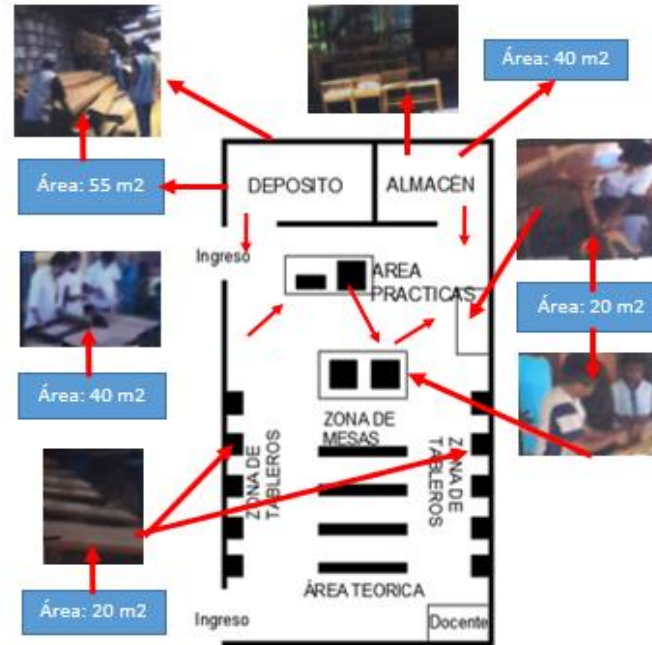 Área: 40 m2
Área: 55 m2
DEPOSITO
ALMACÉN
Ingreso
AREA
PRACTICAS
Área: 20 m2
Área: 40 m2
ZONA DE
MESAS
ZONA DE
TABLEROS
ZONA DE
TABLEROS
Área: 20 m2
ÁREA TEORICA
Ingreso
Docente